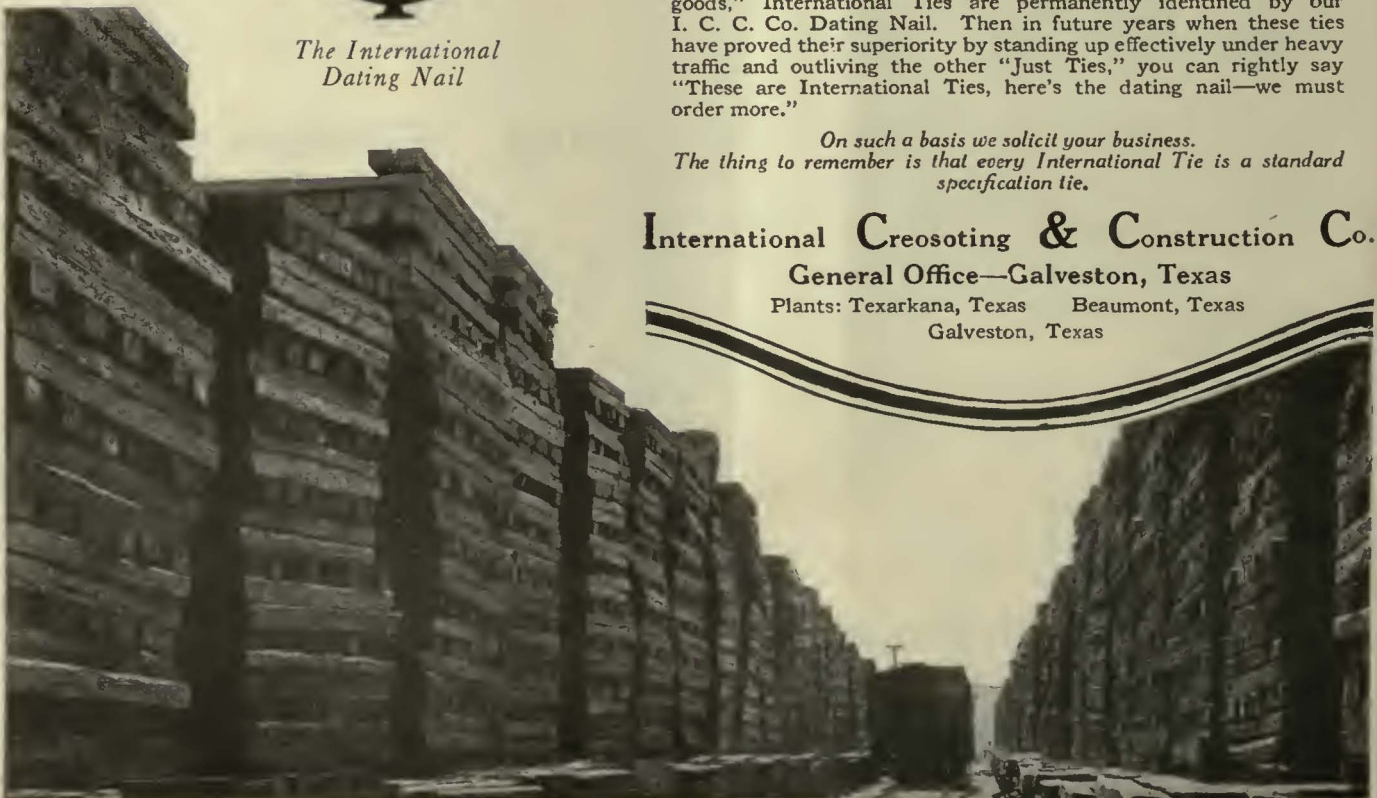 The International
Dating Nail
goods," International Ties are permanently identified by our
I. C. C. Co. Dating Nail. Then in future years when these ties
have proved their superiority by standing up effectively under heavy
traffic and outliving the other "Just Ties," you can rightly say
"These are International Ties, here's the dating nail—we must
order more."
On such a basis we solicit your business.
The thing to remember is that every International Tie is a standard
specification tie.
International Creosoting & Construction Co.
General Office—Galveston, Texas
Plants: Texarkana, Texas Beaumont, Texas
Galveston, Texas